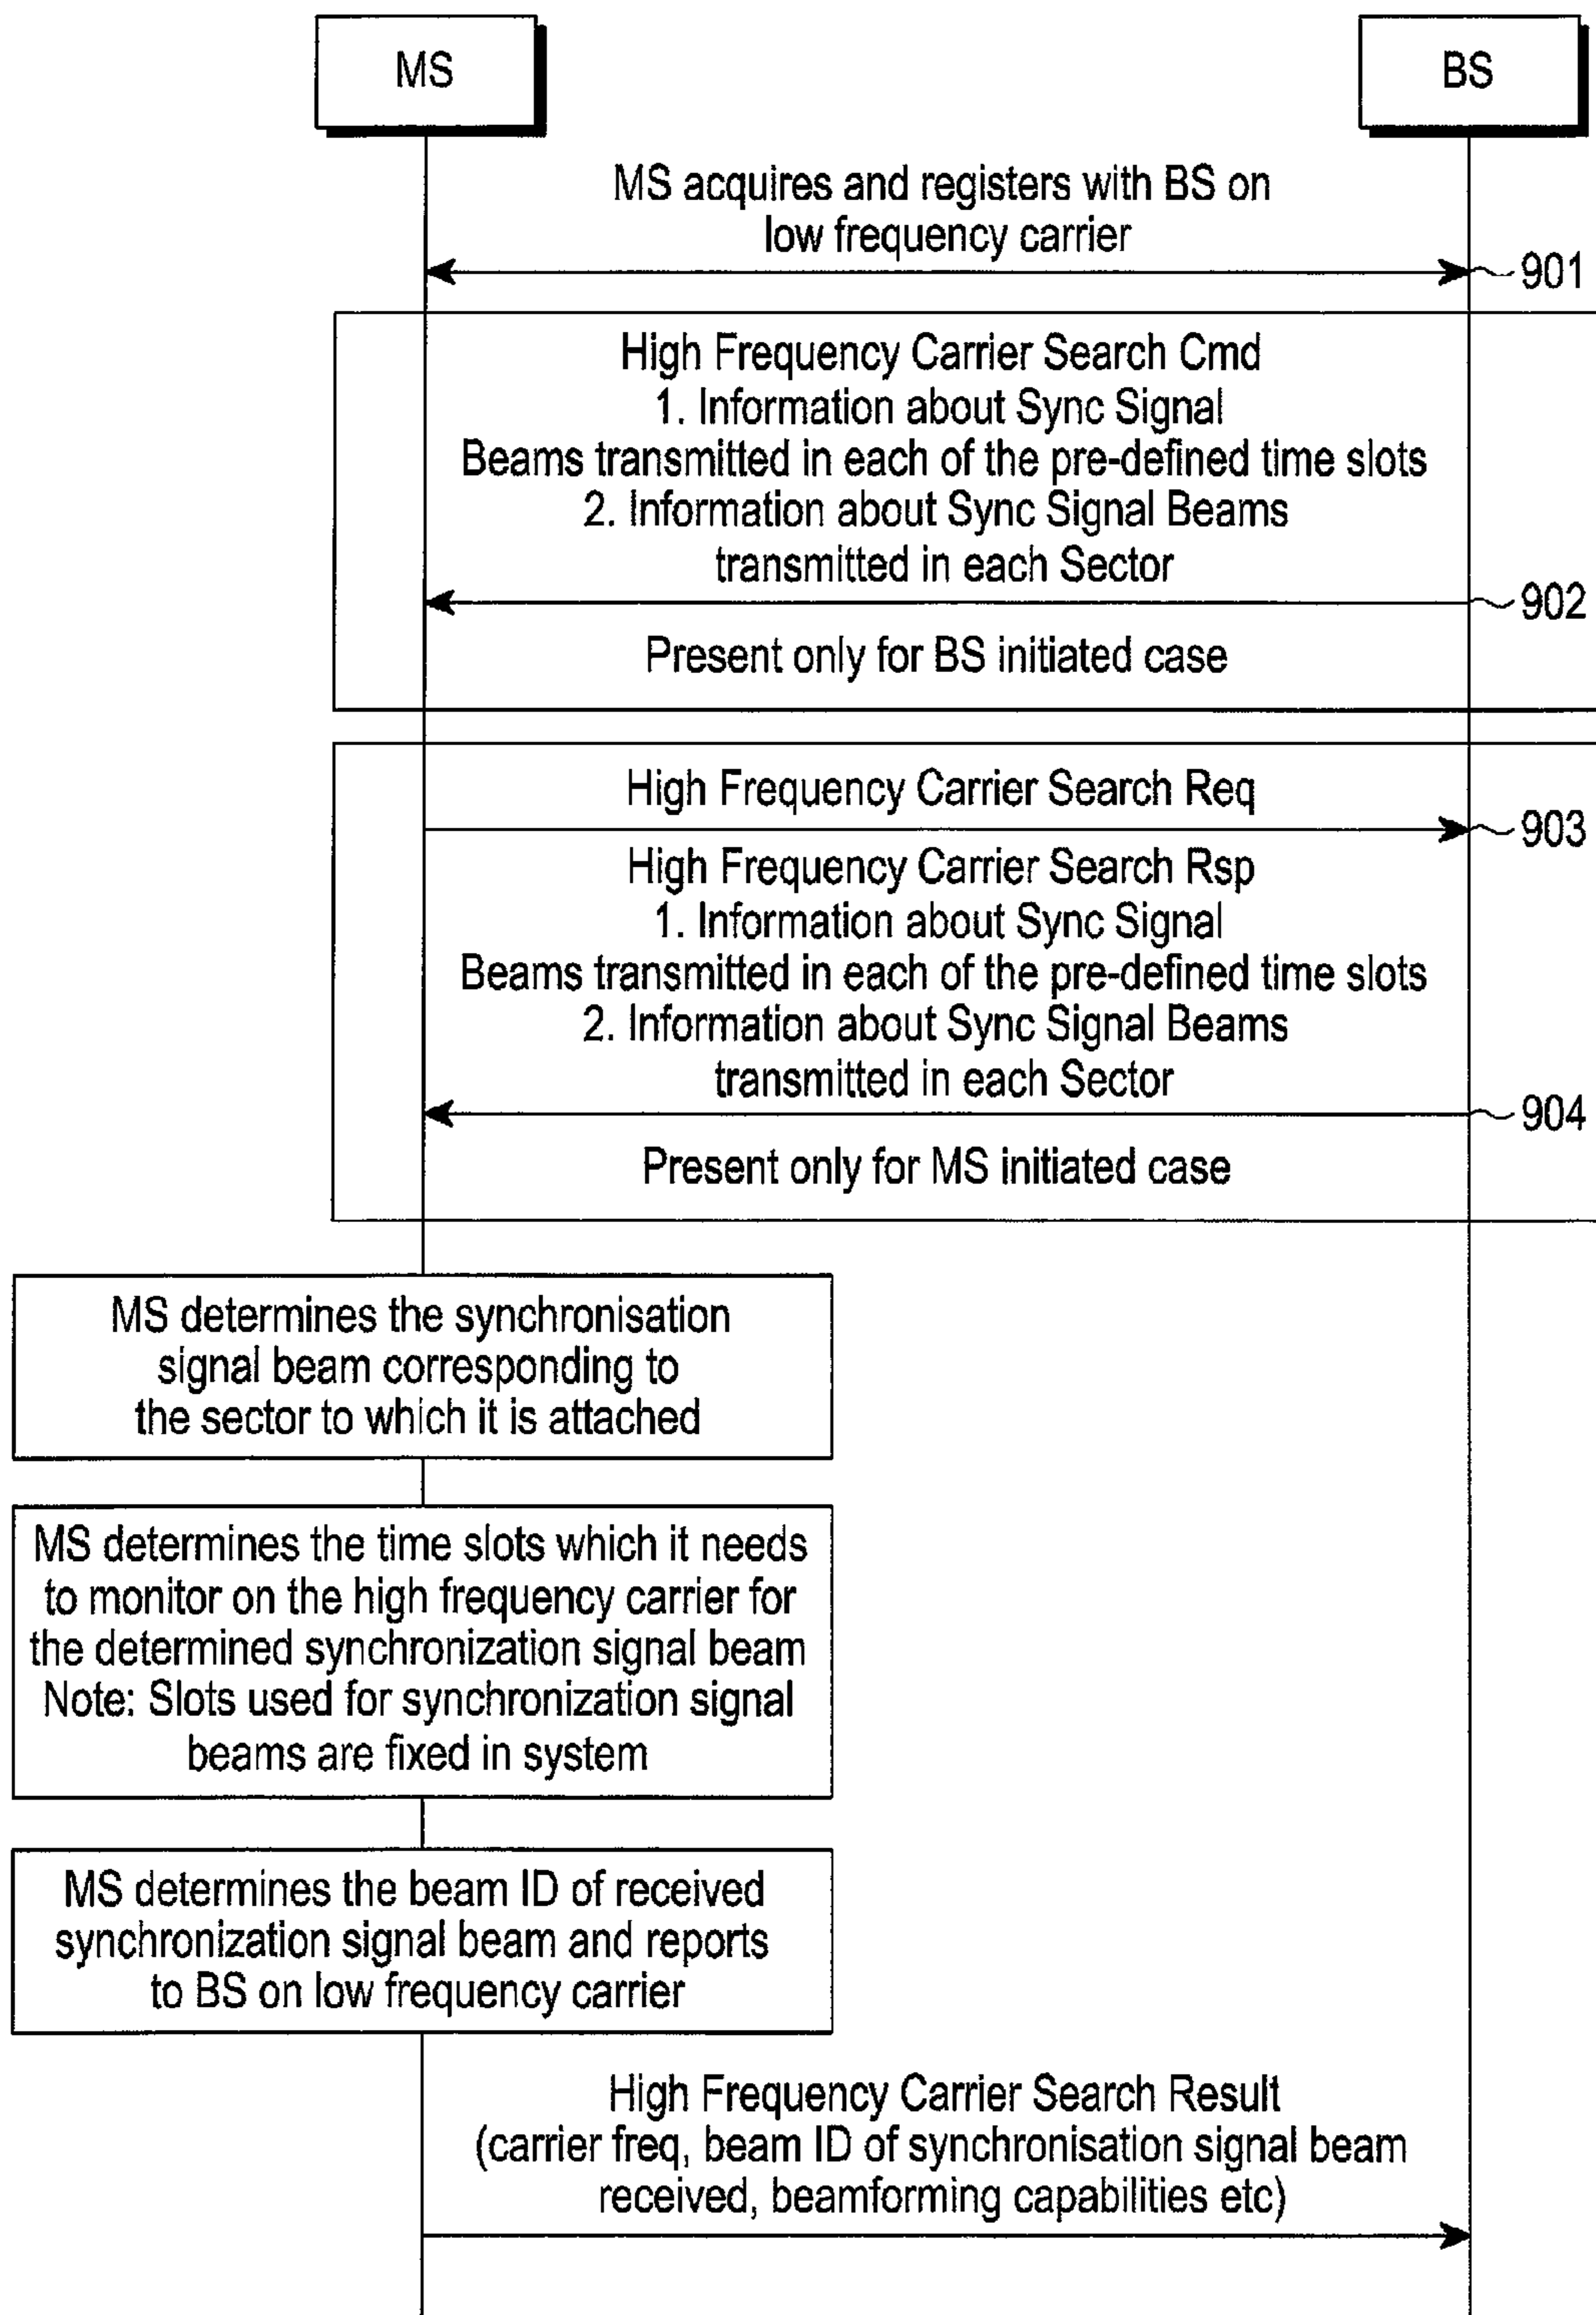 MS
BS
MS acquires and registers with BS on
low frequency carrier
901
High Frequency Carrier Search Cmd
1. Information about Sync Signal
Beams transmitted in each of the pre-defined time slots
2. Information about Sync Signal Beams
transmitted in each Sector
902
Present only for BS initiated case
High Frequency Carrier Search Req
903
High Frequency Carrier Search Rsp
1. Information about Sync Signal
Beams transmitted in each of the pre-defined time slots
2. Information about Sync Signal Beams
transmitted in each Sector
904
Present only for MS initiated case
MS determines the synchronisation
signal beam corresponding to
the sector to which it is attached
MS determines the time slots which it needs
to monitor on the high frequency carrier for
the determined synchronization signal beam
Note: Slots used for synchronization signal
beams are fixed in system
MS determines the beam ID of received
synchronization signal beam and reports
to BS on low frequency carrier
High Frequency Carrier Search Result
(carrier freq, beam ID of synchronisation signal beam
received, beamforming capabilities etc)